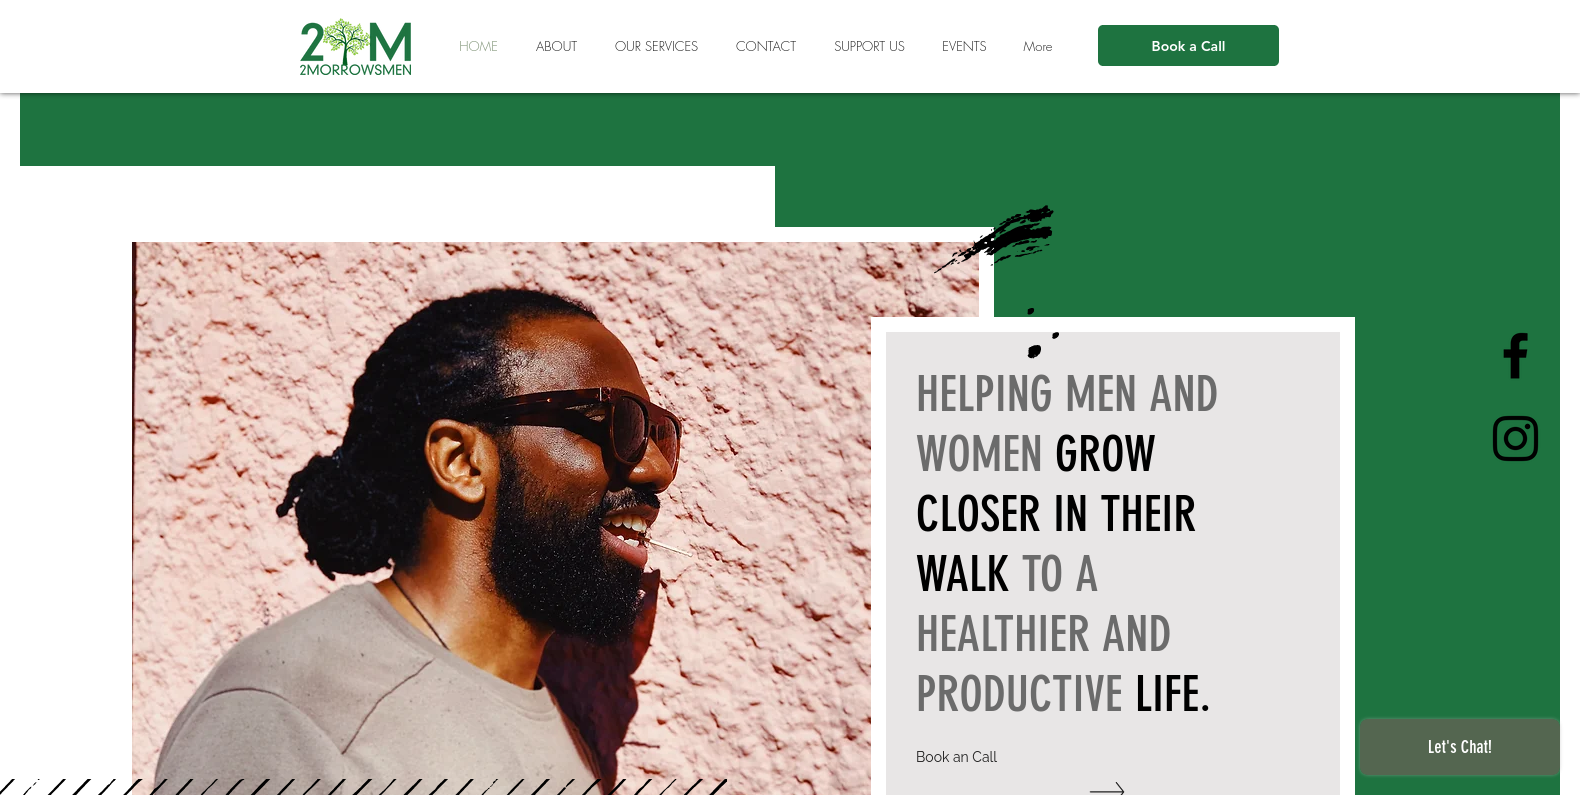 2 M
2MORROWSMEN
HOME ABOUT OUR SERVICES CONTACT SUPPORT US EVENTS More Book a Call
HELPING MEN AND
WOMEN GROW
CLOSER IN THEIR
WALK TO A
HEALTHIER AND
PRODUCTIVE LIFE.
Book an Call
Let's Chat!